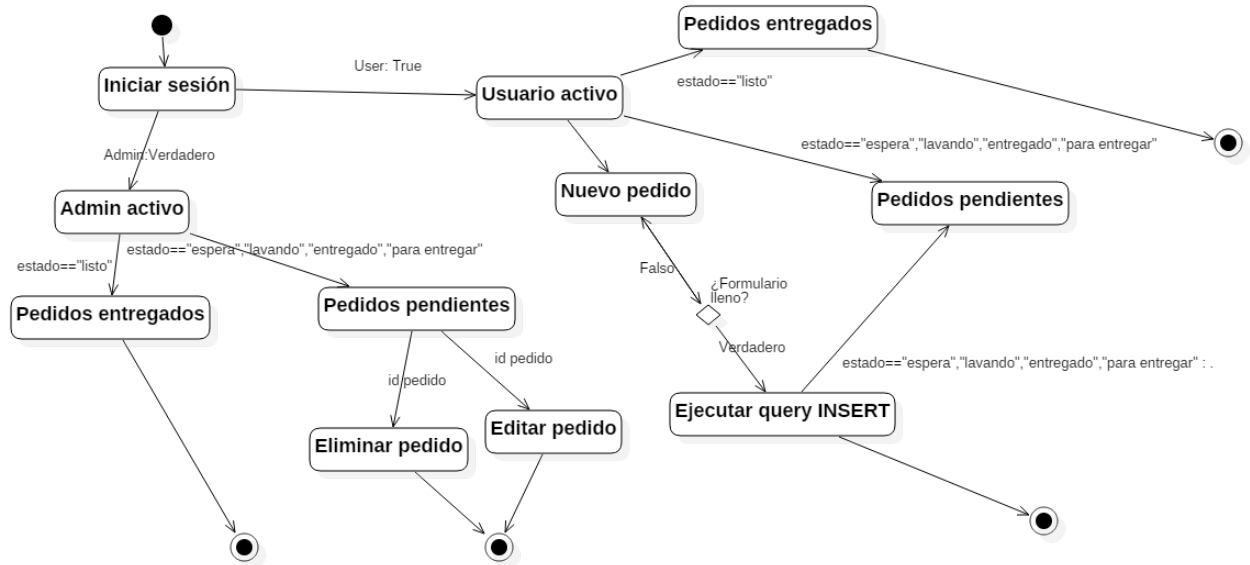 Pedidos entregados
User: True
Iniciar sesión
Usuario activo
estado=="listo"
Admin:Verdadero
estado=="espera","lavando","entregado","para entregar"
Nuevo pedido
Pedidos pendientes
Admin activo
estado=="espera","lavando","entregado","para entregar"
estado=="listo"
Falso
¿Formulario
lleno?
Pedidos entregados
Pedidos pendientes
Verdadero
id pedido
estado=="espera","lavando","entregado","para entregar" : .
id pedido
Ejecutar query INSERT
Editar pedido
Eliminar pedido